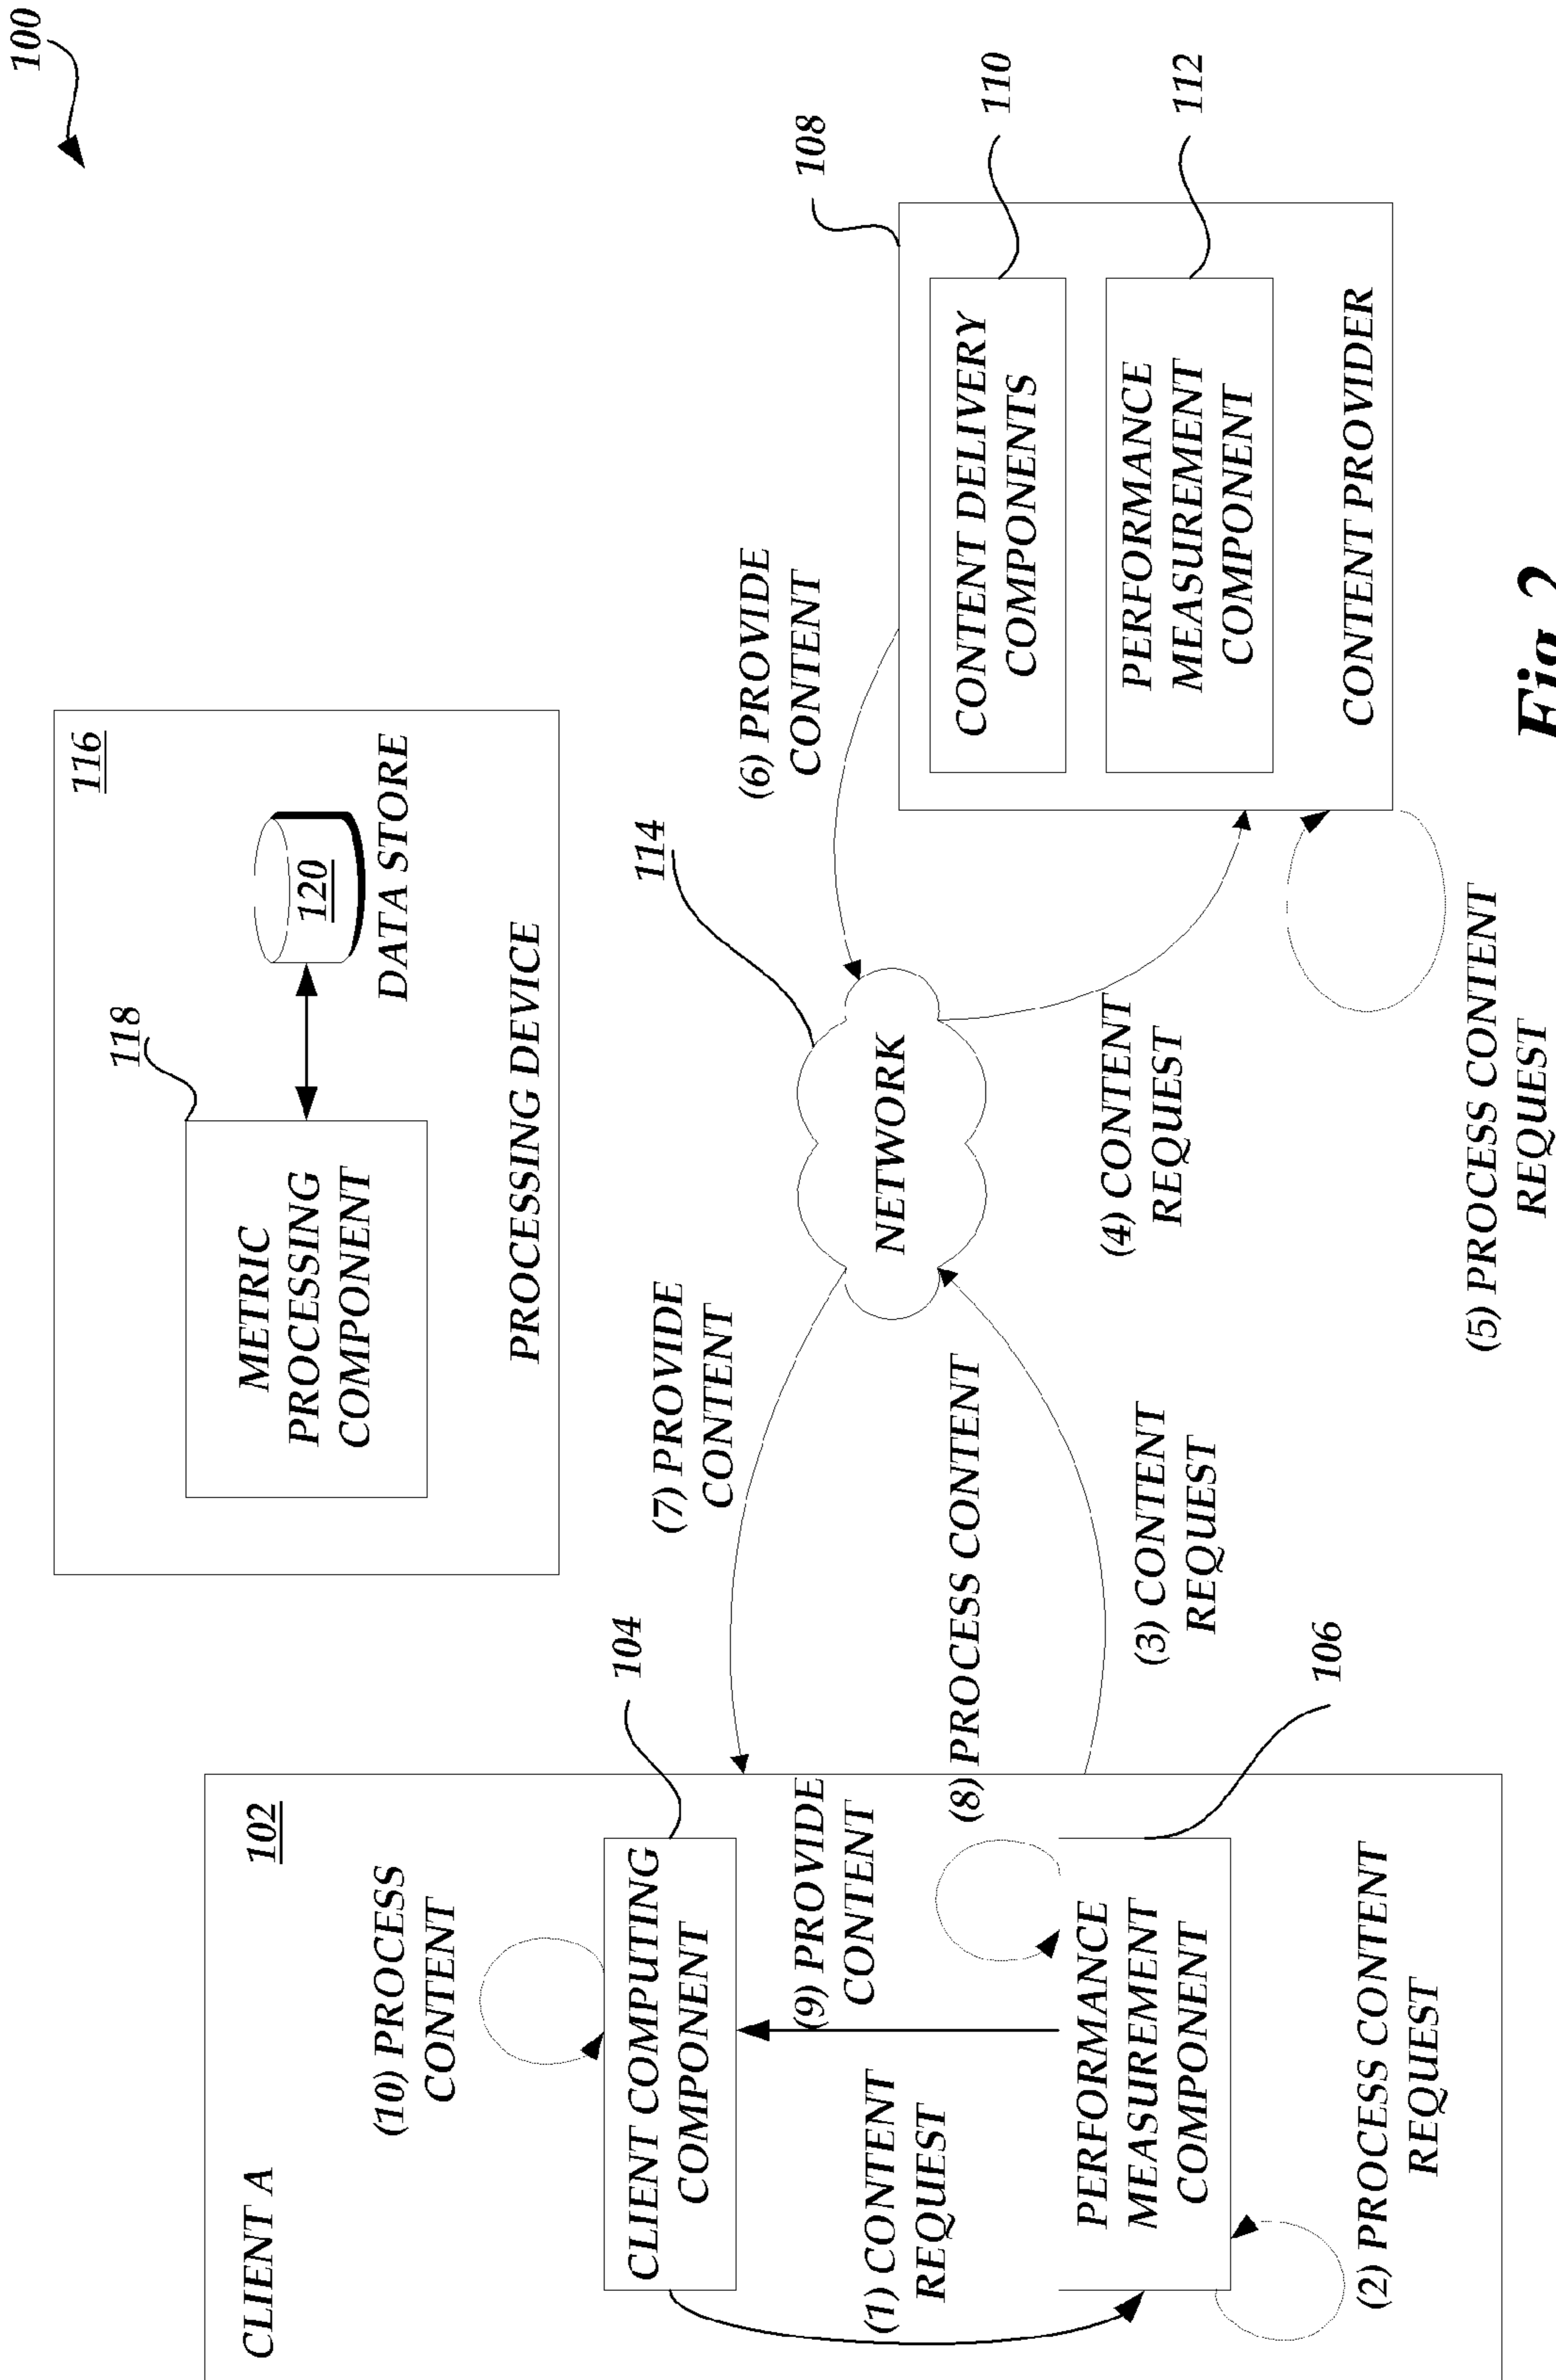 100
116
118
METRIC
PROCESSING
COMPONENT
120
DATA STORE
PROCESSING DEVICE
CLIENT A
102
(10) PROCESS
CONTENT
104
CLIENT COMPUTING
COMPONENT
(9) PROVIDE
CONTENT
(1) CONTENT
REQUEST
(8) PROCESS CONTENT
PERFORMANCE
MEASUREMENT
COMPONENT
106
(2) PROCESS CONTENT
REQUEST
(7) PROVIDE
CONTENT
(3) CONTENT
REQUEST
114
NETWORK
(6) PROVIDE
CONTENT
(4) CONTENT
REQUEST
108
CONTENT DELIVERY
COMPONENTS
110
PERFORMANCE
MEASUREMENT
COMPONENT
112
CONTENT PROVIDER
(5) PROCESS CONTENT
REQUEST
Fig.2.